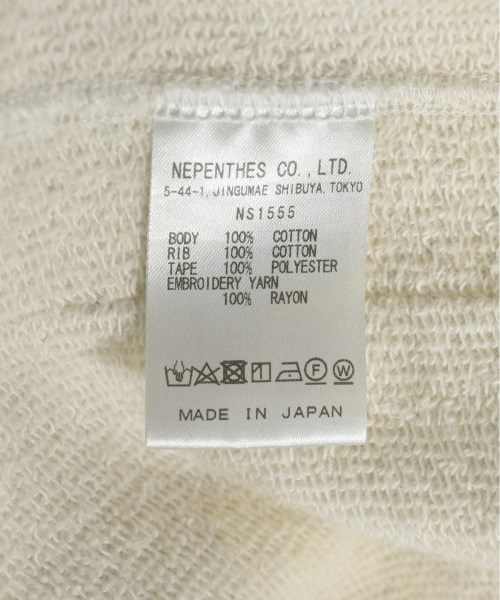 NEPENTHES CO.,LTD.
5-44-1, JINGUMAE SHIBUYA, TOKYO
NS1555
BODY 100% COTTON
RIB 100% COTTON
TAPE 100% POLYESTER
EMBROIDERY YARN
100% RAYON
F W
MADE IN JAPAN